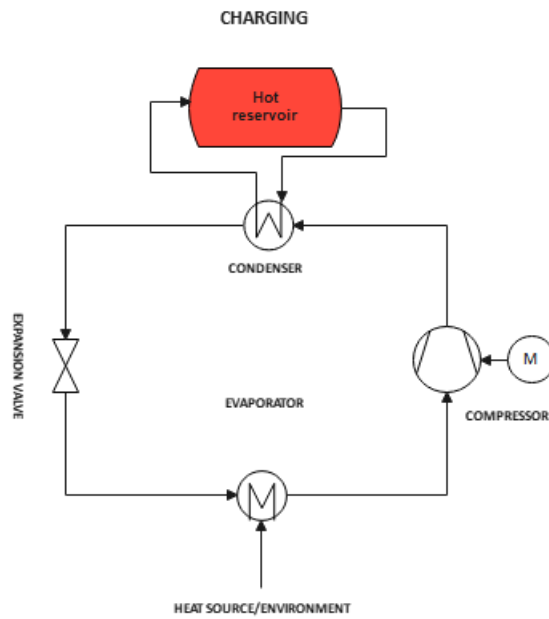 CHARGING
Hot
reservoir
CONDENSER
EXPANSION VALVE
M
EVAPORATOR
COMPRESSOR
HEAT SOURCE/ENVIRONMENT